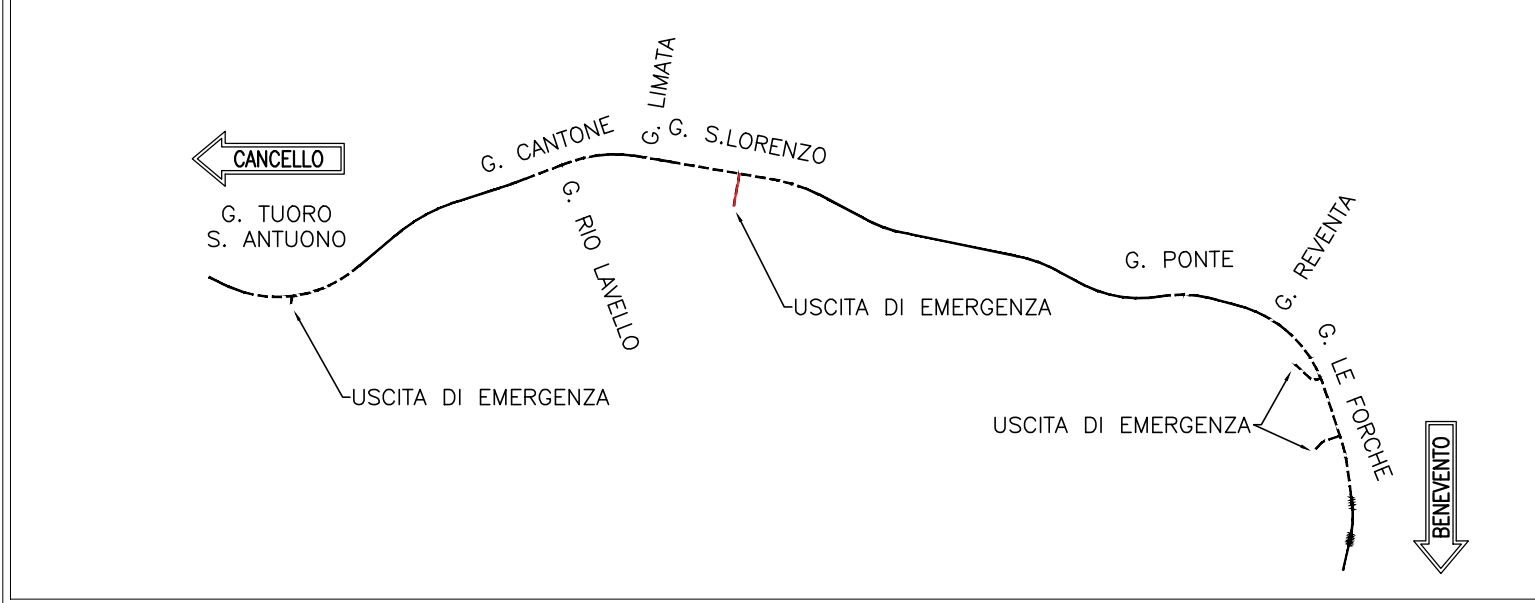 G. LIMATA
G. CANTONE
G. S.LORENZO
CANCELLO
G. TUORO
S. ANTUONO
G. RIO LAVELLO
G. REVENTA
G. PONTE
USCITA DI EMERGENZA
G. LE FORCHE
USCITA DI EMERGENZA
USCITA DI EMERGENZA
BENEVENTO